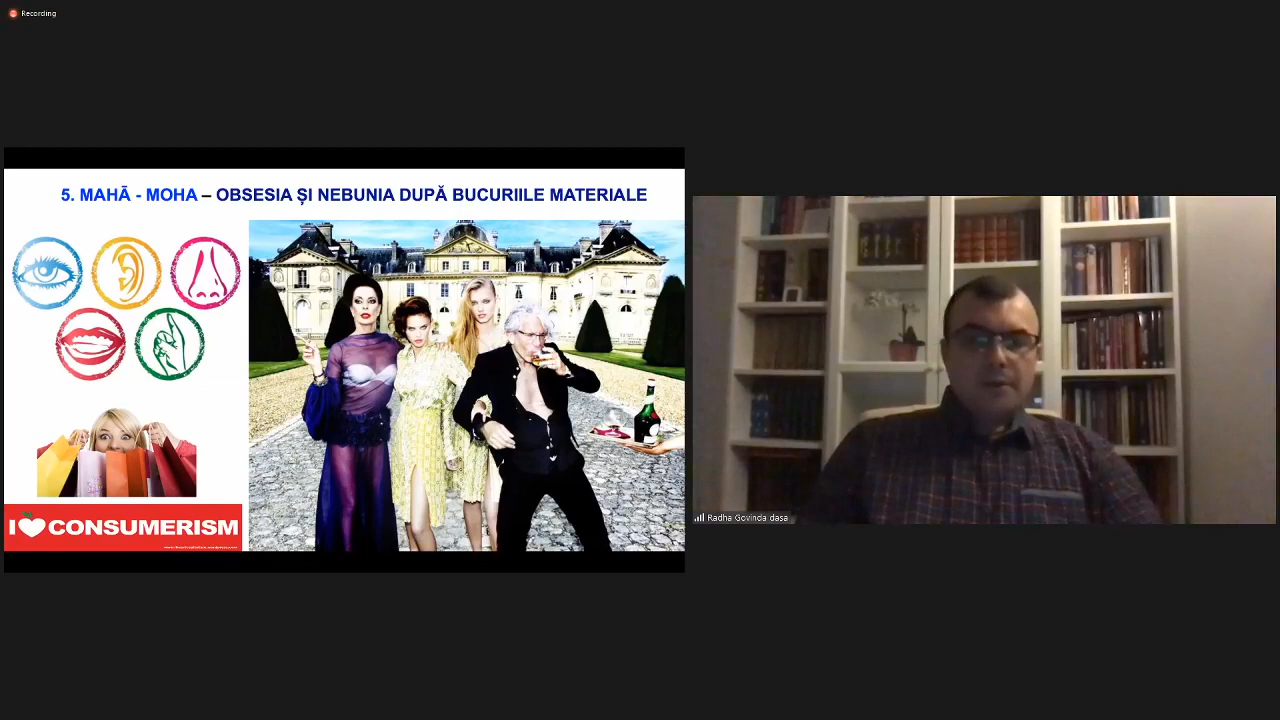 Recording
5. MAHĀ - MOHA – OBSESIA ȘI NEBUNIA DUPĂ BUCURIILE MATERIALE
I CONSUMERISM
Radha Govinda dasa